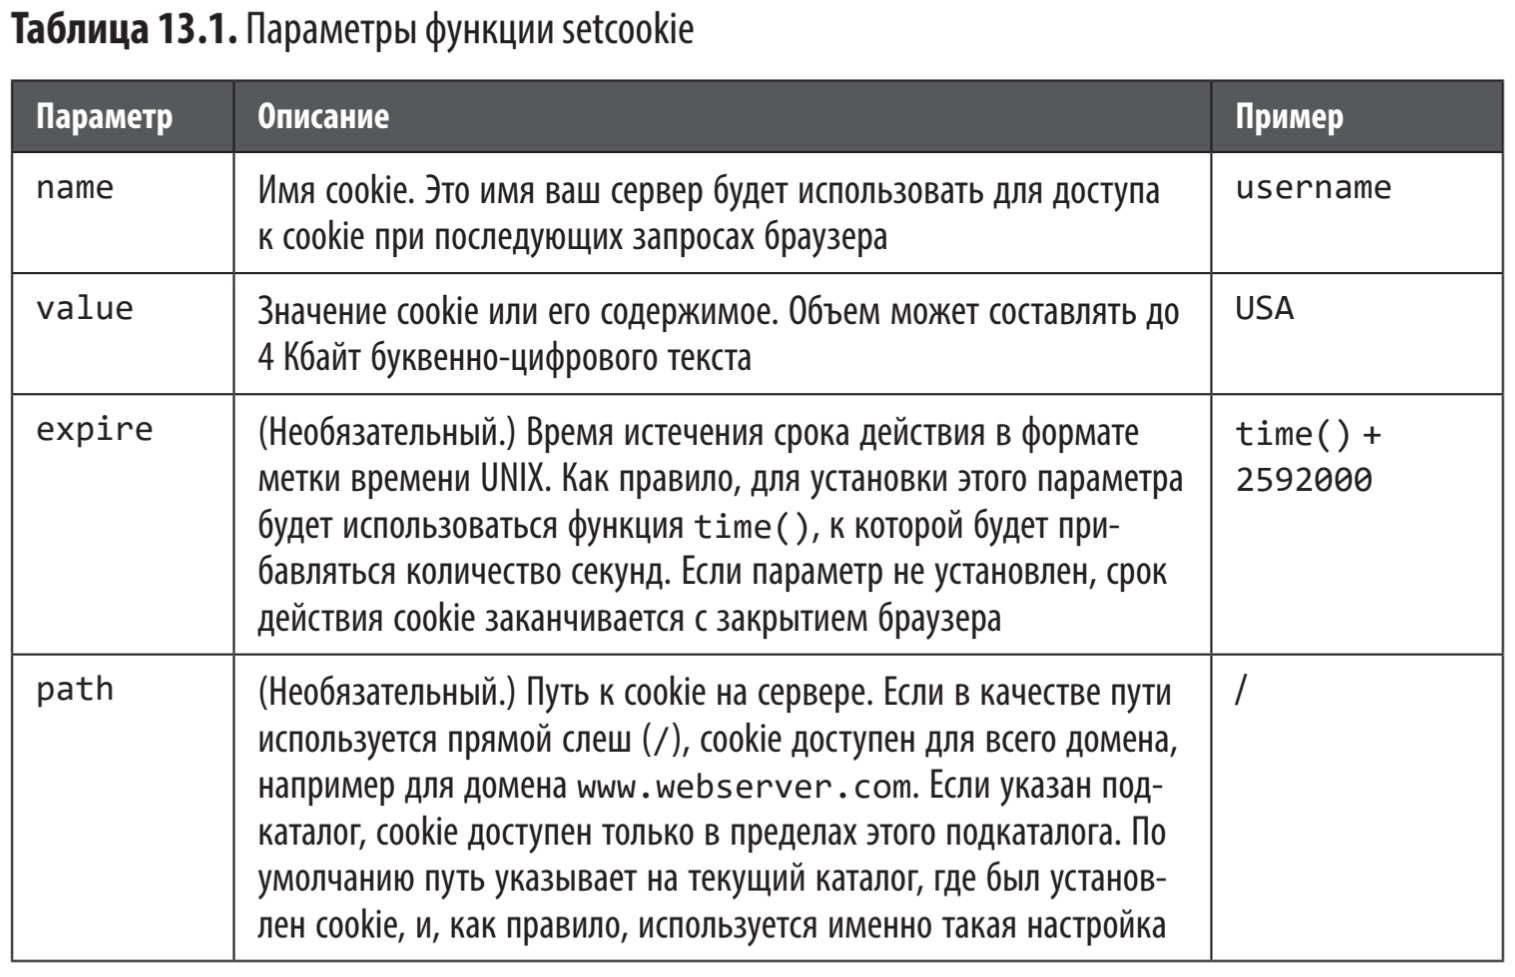 Таблица 13.1. Параметры функции setcookie
Параметр Описание Пример
name Имя cookie. Это имя ваш сервер будет использовать для доступа username
к cookie при последующих запросах браузера
value Значение cookie или его содержимое. Объем может составлять до USA
4 Кбайт буквенно-цифрового текста
expire (Необязательный.) Время истечения срока действия в формате time() +
метки времени UNIX. Как правило, для установки этого параметра 2592000
будет использоваться функция time(), к которой будет при-
бавляться количество секунд. Если параметр не установлен, срок
действия cookie заканчивается с закрытием браузера
path (Необязательный.) Путь к cookie на сервере. Если в качестве пути /
используется прямой слеш (/), cookie доступен для всего домена,
например для домена www.webserver.com. Если указан под-
каталог, cookie доступен только в пределах этого подкаталога. По
умолчанию путь указывает на текущий каталог, где был установ-
лен cookie, и, как правило, используется именно такая настройка